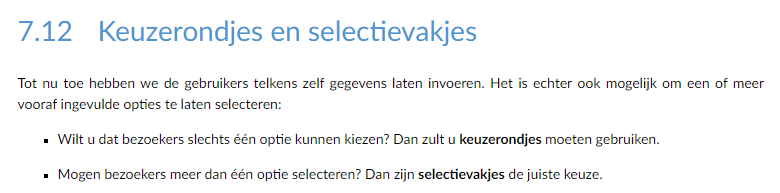 7.12 Keuzerondjes en selectievakjes
Tot nu toe hebben we de gebruikers telkens zelf gegevens laten invoeren. Het is echter ook mogelijk om een of meer
vooraf ingevulde opties te laten selecteren:
▪ Wilt u dat bezoekers slechts één optie kunnen kiezen? Dan zult u keuzerondjes moeten gebruiken.
▪ Mogen bezoekers meer dan één optie selecteren? Dan zijn selectievakjes de juiste keuze.